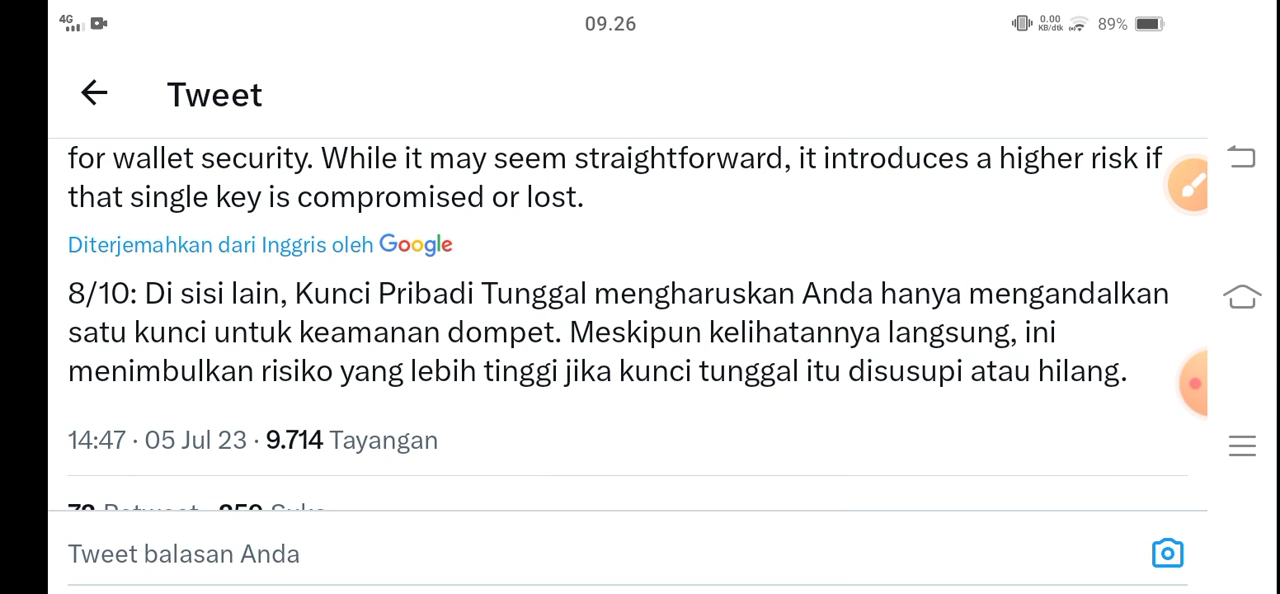 4G 09.26 0.00 KB/dtk 89%
Tweet
for wallet security. While it may seem straightforward, it introduces a higher risk if
that single key is compromised or lost.
Diterjemahkan dari Inggris oleh Google
8/10: Di sisi lain, Kunci Pribadi Tunggal mengharuskan Anda hanya mengandalkan
satu kunci untuk keamanan dompet. Meskipun kelihatannya langsung, ini
menimbulkan risiko yang lebih tinggi jika kunci tunggal itu disusupi atau hilang.
14:47 · 05 Jul 23 · 9.714 Tayangan
Retweet Suka
Tweet balasan Anda